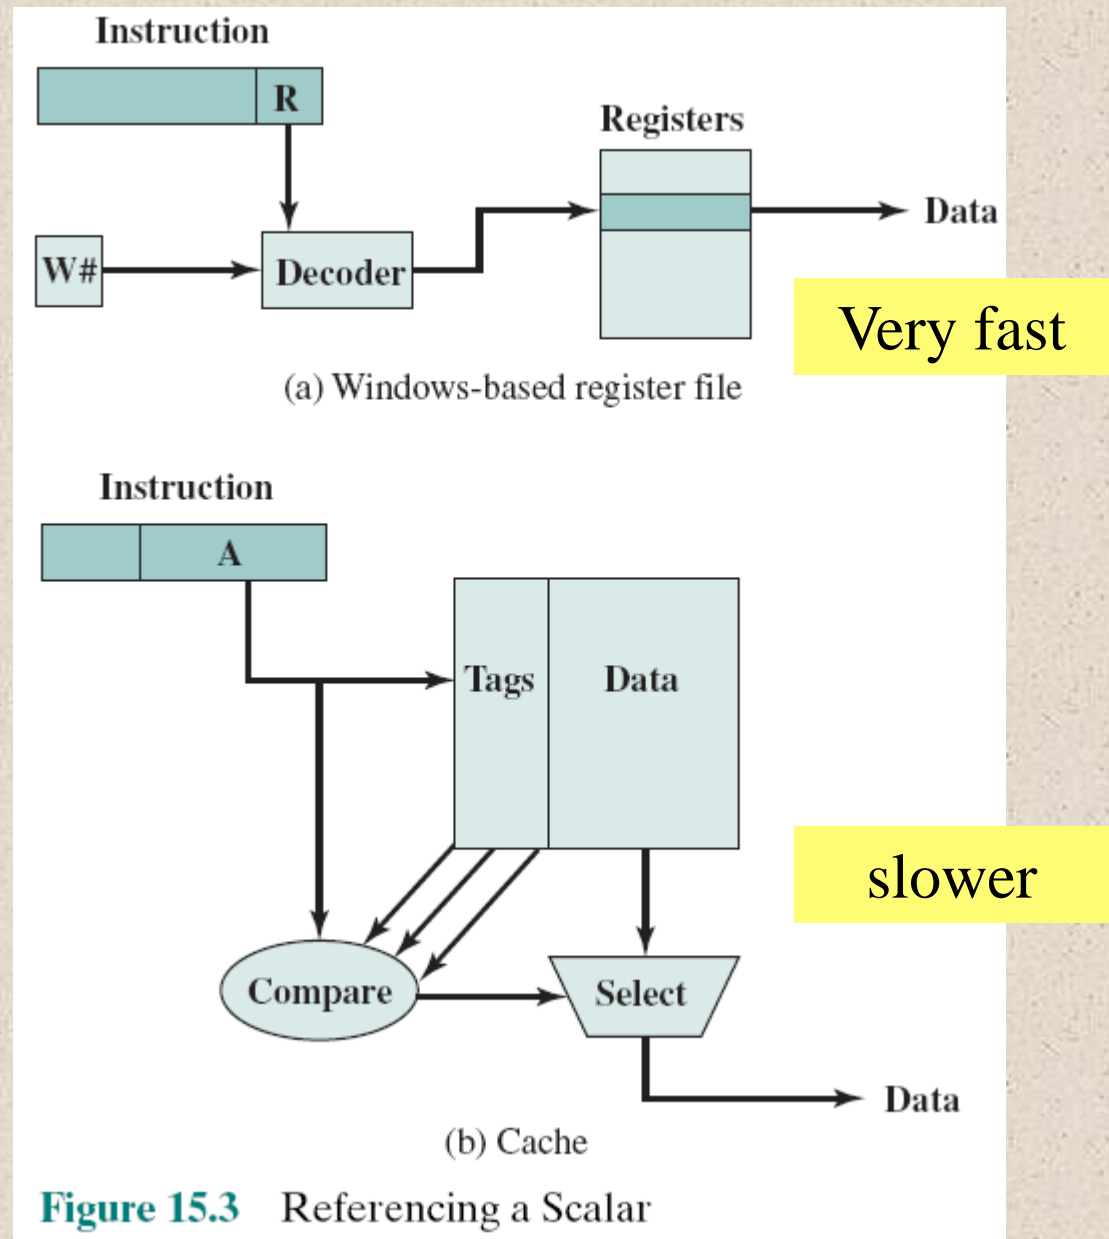 Instruction
R
Registers
Data
W#
Decoder
Very fast
(a) Windows-based register file
Instruction
A
Tags
Data
slower
Compare
Select
Data
(b) Cache
Figure 15.3 Referencing a Scalar